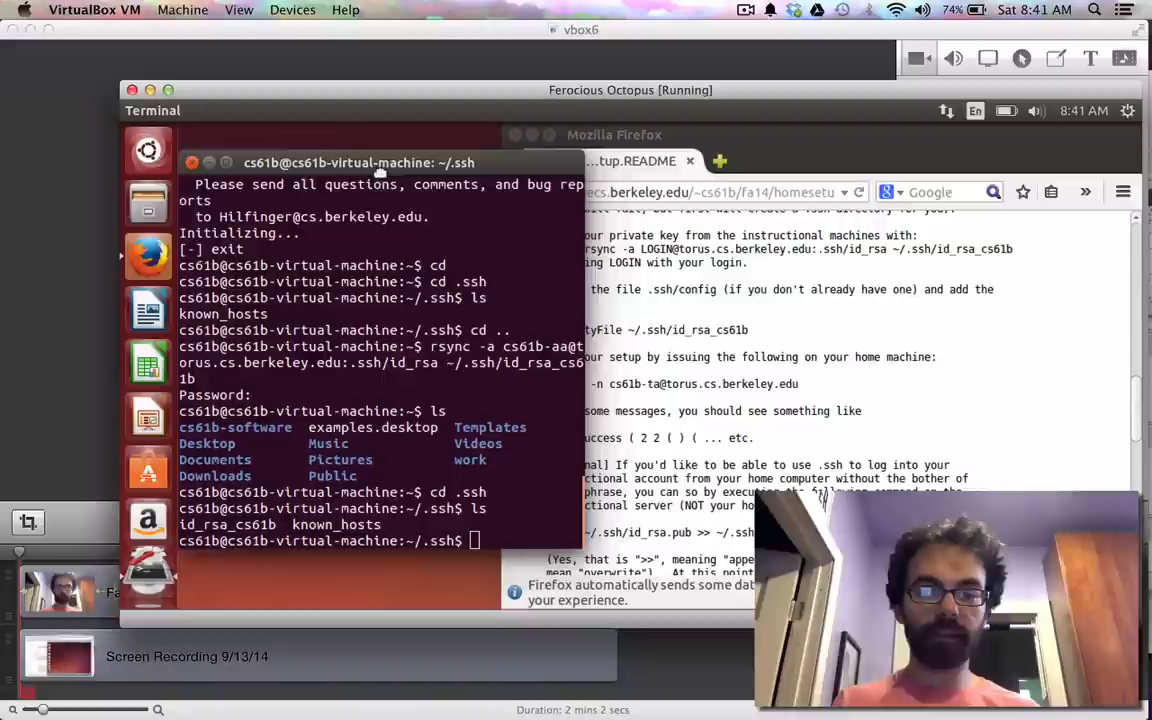 VirtualBox VM Machine View Devices Help
74% Sat 8:41 AM
vbox6
T
Ferocious Octopus [Running]
Terminal
En
8:41 AM
Mozilla Firefox
...tup.README
ecs.berkeley.edu/~cs61b/fa14/homesetu
Google
cs61b@cs61b-virtual-machine: ~/.ssh
Please send all questions, comments, and bug rep
orts
to Hilfinger@cs.berkeley.edu.
Initializing...
[-] exit
cs61b@cs61b-virtual-machine:~$ cd
cs61b@cs61b-virtual-machine:~$ cd .ssh
cs61b@cs61b-virtual-machine:~/.ssh$ ls
known_hosts
cs61b@cs61b-virtual-machine:~/.ssh$ cd ..
cs61b@cs61b-virtual-machine:~$ rsync -a cs61b-aa@t
orus.cs.berkeley.edu:.ssh/id_rsa ~/.ssh/id_rsa_cs6
1b
Password:
cs61b@cs61b-virtual-machine:~$ ls
cs61b-software examples.desktop Templates
Desktop Music Videos
Documents Pictures work
Downloads Public
cs61b@cs61b-virtual-machine:~$ cd .ssh
cs61b@cs61b-virtual-machine:~/.ssh$ ls
id_rsa_cs61b known_hosts
cs61b@cs61b-virtual-machine:~/.ssh$
our private key from the instructional machines with:
rsync -a LOGIN@torus.cs.berkeley.edu:.ssh/id_rsa ~/.ssh/id_rsa_cs61b
ing LOGIN with your login.
the file .ssh/config (if you don't already have one) and add the
tyFile ~/.ssh/id_rsa_cs61b
our setup by issuing the following on your home machine:
-n cs61b-ta@torus.cs.berkeley.edu
some messages, you should see something like
uccess ( 2 2 ( ) ( ... etc.
nal] If you'd like to be able to use .ssh to log into your
ctional account from your home computer without the bother of
phrase, you can so by
ctional server (NOT your ho
~/.ssh/id_rsa.pub >> ~/.ssh
(Yes, that is ">>", meaning "appe
mean "overwrite"). At this poin
Firefox automatically sends some dat
your experience.
Screen Recording 9/13/14
Duration: 2 mins 2 secs